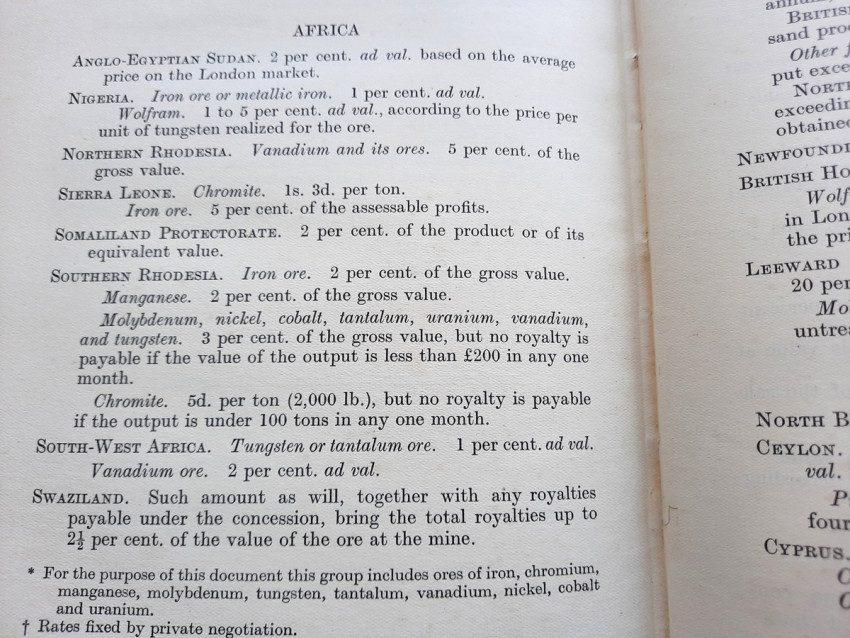 AFRICA
ANGLO-EGYPTIAN SUDAN. 2 per cent. ad val. based on the average
price on the London market.
NIGERIA. Iron ore or metallic iron. 1 per cent. ad val.
Wolfram. 1 to 5 per cent. ad val., according to the price per
unit of tungsten realized for the ore.
NORTHERN RHODESIA. Vanadium and its ores. 5 per cent. of the
gross value.
SIERRA LEONE. Chromite. 1s. 3d. per ton.
Iron ore. 5 per cent. of the assessable profits.
SOMALILAND PROTECTORATE. 2 per cent. of the product or of its
equivalent value.
SOUTHERN RHODESIA. Iron ore. 2 per cent. of the gross value.
Manganese. 2 per cent. of the gross value.
Molybdenum, nickel, cobalt, tantalum, uranium, vanadium,
and tungsten. 3 per cent. of the gross value, but no royalty is
payable if the value of the output is less than £200 in any one
month.
Chromite. 5d. per ton (2,000 lb.), but no royalty is payable
if the output is under 100 tons in any one month.
SOUTH-WEST AFRICA. Tungsten or tantalum ore. 1 per cent. ad val.
Vanadium ore. 2 per cent. ad val.
SWAZILAND. Such amount as will, together with any royalties
payable under the concession, bring the total royalties up to
2½ per cent. of the value of the ore at the mine.
* For the purpose of this document this group includes ores of iron, chromium,
manganese, molybdenum, tungsten, tantalum, vanadium, nickel, cobalt
and uranium.
† Rates fixed by private negotiation.
BRITIS
sand pro
Other f
put exce
NORT
exceedin
obtained
NEWFOUNDL
BRITISH HO
Wolf
in Lon
the pri
LEEWARD
20 per
Mo
untre
NORTH B
CEYLON.
val.
P
four
CYPRUS.